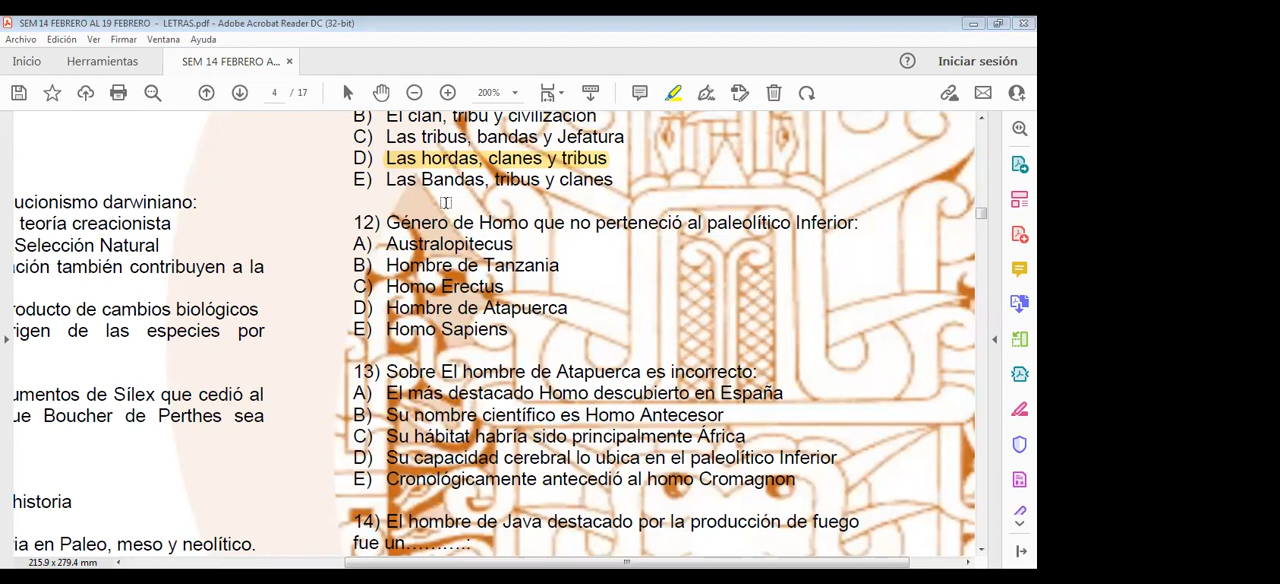 SEM 14 FEBRERO AL 19 FEBRERO - LETRAS.pdf - Adobe Acrobat Reader DC (32-bit)
Archivo Edición Ver Firmar Ventana Ayuda
Inicio Herramientas SEM 14 FEBRERO A... × Iniciar sesión
4 / 17 200%
ucionismo darwiniano:
teoría creacionista
Selección Natural
ación también contribuyen a la
roducto de cambios biológicos
rigen de las especies por
umentos de Sílex que cedió al
ue Boucher de Perthes sea
historia
ria en Paleo, meso y neolítico.
B) El clan, tribu y civilización
C) Las tribus, bandas y Jefatura
D) Las hordas, clanes y tribus
E) Las Bandas, tribus y clanes
12) Género de Homo que no perteneció al paleolítico Inferior:
A) Australopitecus
B) Hombre de Tanzania
C) Homo Erectus
D) Hombre de Atapuerca
E) Homo Sapiens
13) Sobre El hombre de Atapuerca es incorrecto:
A) El más destacado Homo descubierto en España
B) Su nombre científico es Homo Antecesor
C) Su hábitat habría sido principalmente África
D) Su capacidad cerebral lo ubica en el paleolítico Inferior
E) Cronológicamente antecedió al homo Cromagnon
14) El hombre de Java destacado por la producción de fuego
fue un..........:
215.9 x 279.4 mm